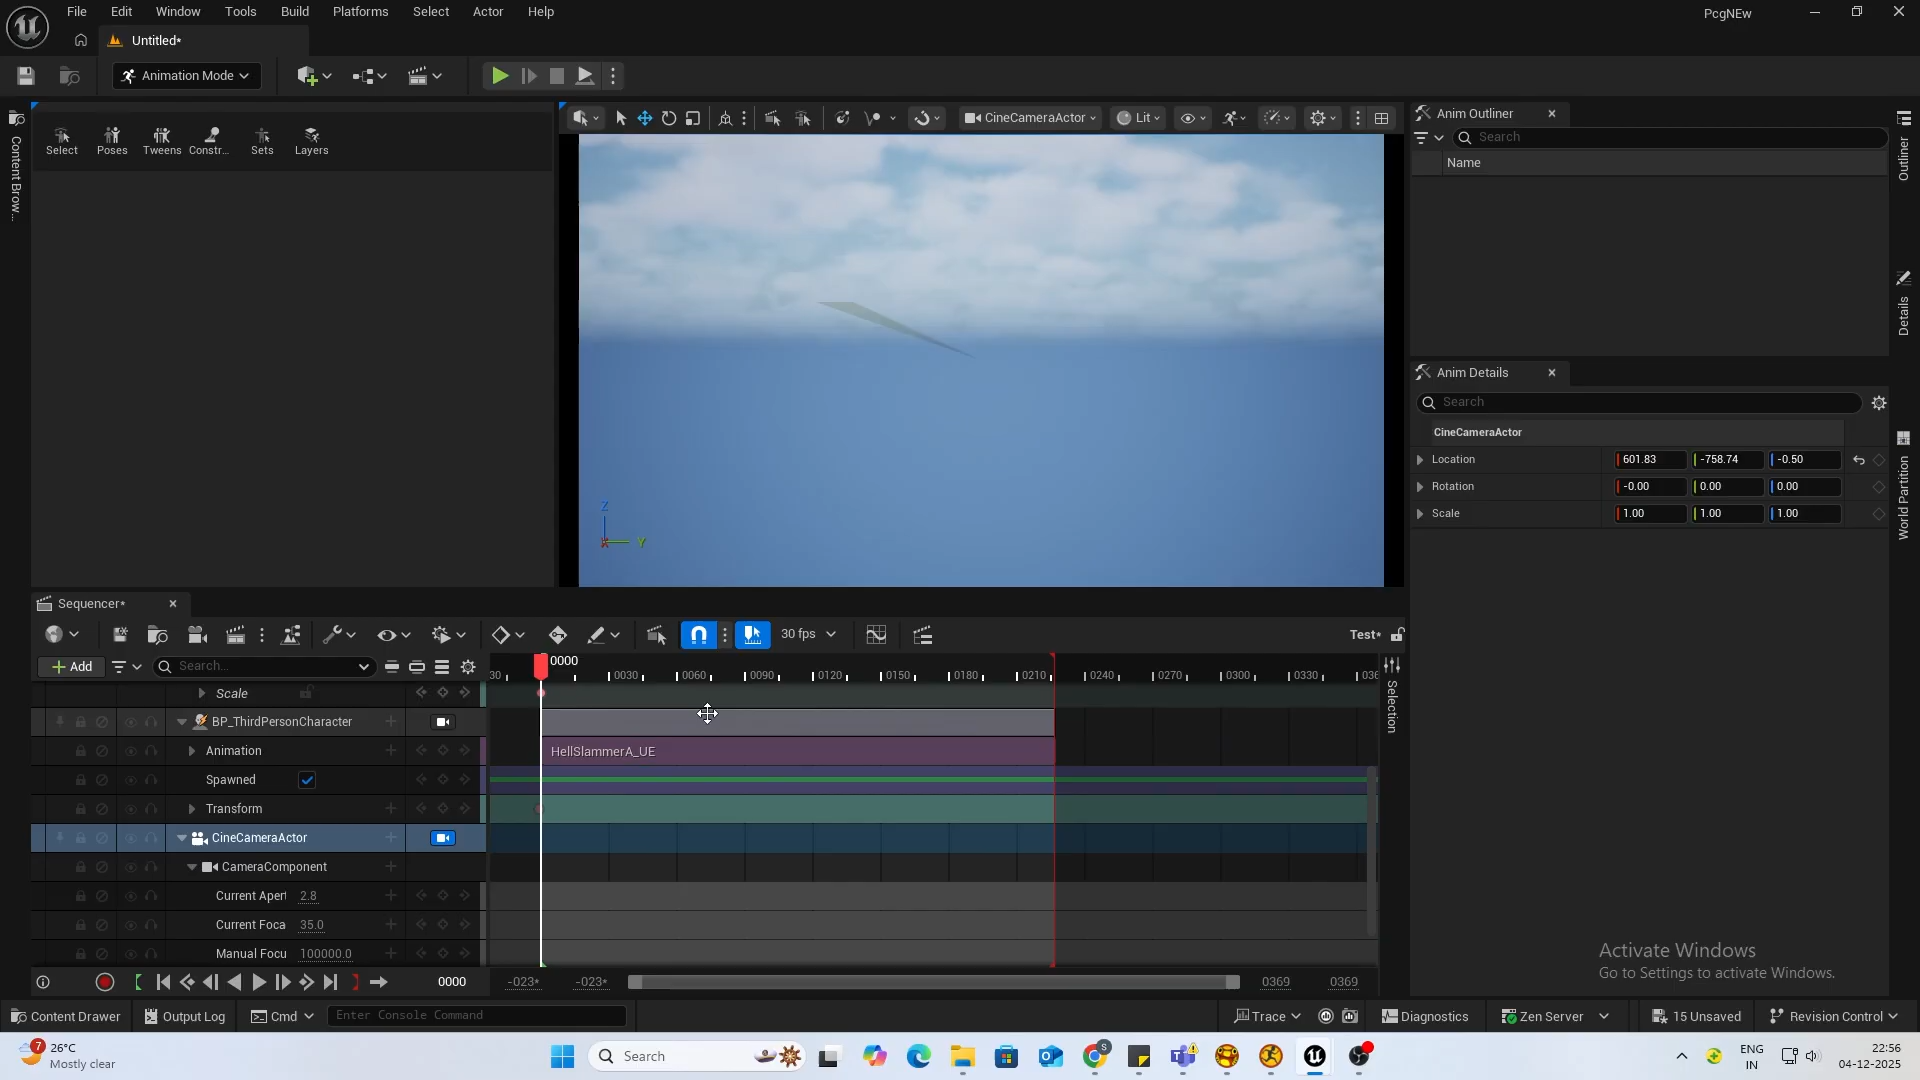 File Edit Window Tools Build Platforms Select Actor Help
PcgNEw
Untitled*
Animation Mode
Select Poses Tweens Constr... Sets Layers
CineCameraActor Lit
Anim Outliner
Search
Name
Content Brow...
Outliner
Details
World Partition
Z
X Y
Anim Details
Search
CineCameraActor
Location 601.83 -758.74 -0.50
Rotation -0.00 0.00 0.00
Scale 1.00 1.00 1.00
Sequencer*
30 fps
Test*
Add Search...
0000
30 0030 0060 0090 0120 0150 0180 0210 0240 0270 0300 0330 036
Selection
Scale
BP_ThirdPersonCharacter
Animation HellSlammerA_UE
Spawned
Transform
CineCameraActor
CameraComponent
Current Apert 2.8
Current Foca 35.0
Manual Focu 100000.0
0000 -023* -023* 0369 0369
Activate Windows
Go to Settings to activate Windows.
Content Drawer Output Log Cmd Enter Console Command Trace Diagnostics Zen Server 15 Unsaved Revision Control
7 26°C
Mostly clear
Search
S
ENG
IN
22:56
04-12-2025